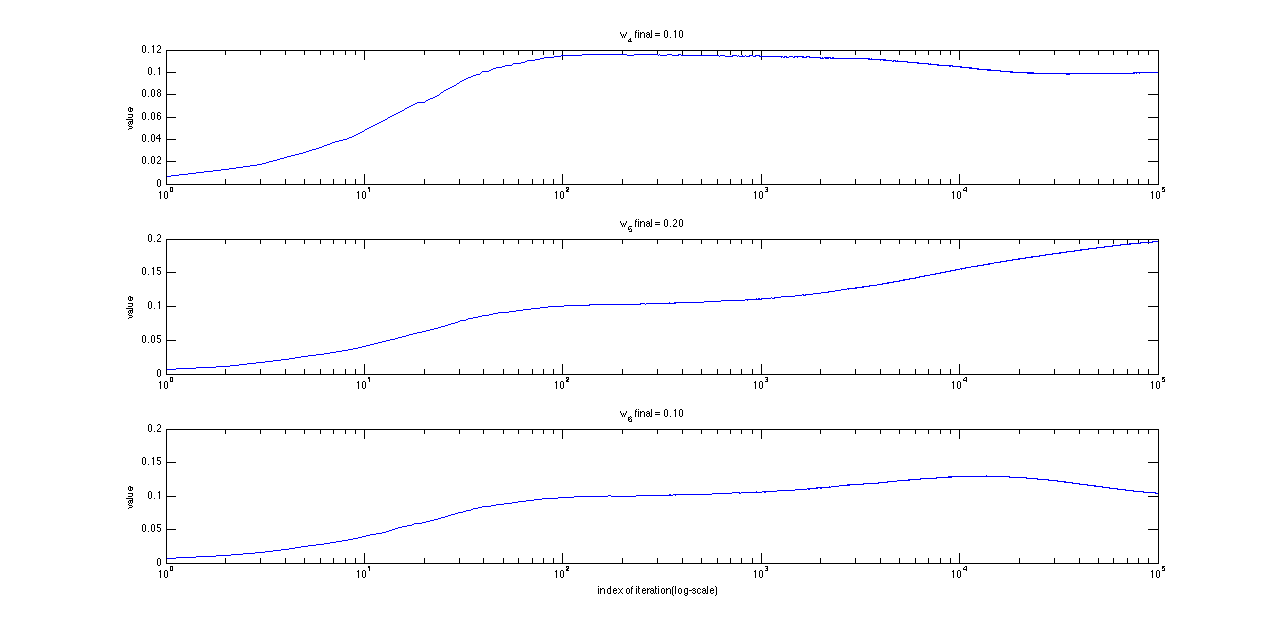 w4 final = 0.10
0.12
0.1
0.08
0.06
0.04
0.02
0
value
10^0 10^1 10^2 10^3 10^4 10^5
w5 final = 0.20
0.2
0.15
0.1
0.05
0
value
10^0 10^1 10^2 10^3 10^4 10^5
w6 final = 0.10
0.2
0.15
0.1
0.05
0
value
10^0 10^1 10^2 10^3 10^4 10^5
index of iteration(log-scale)